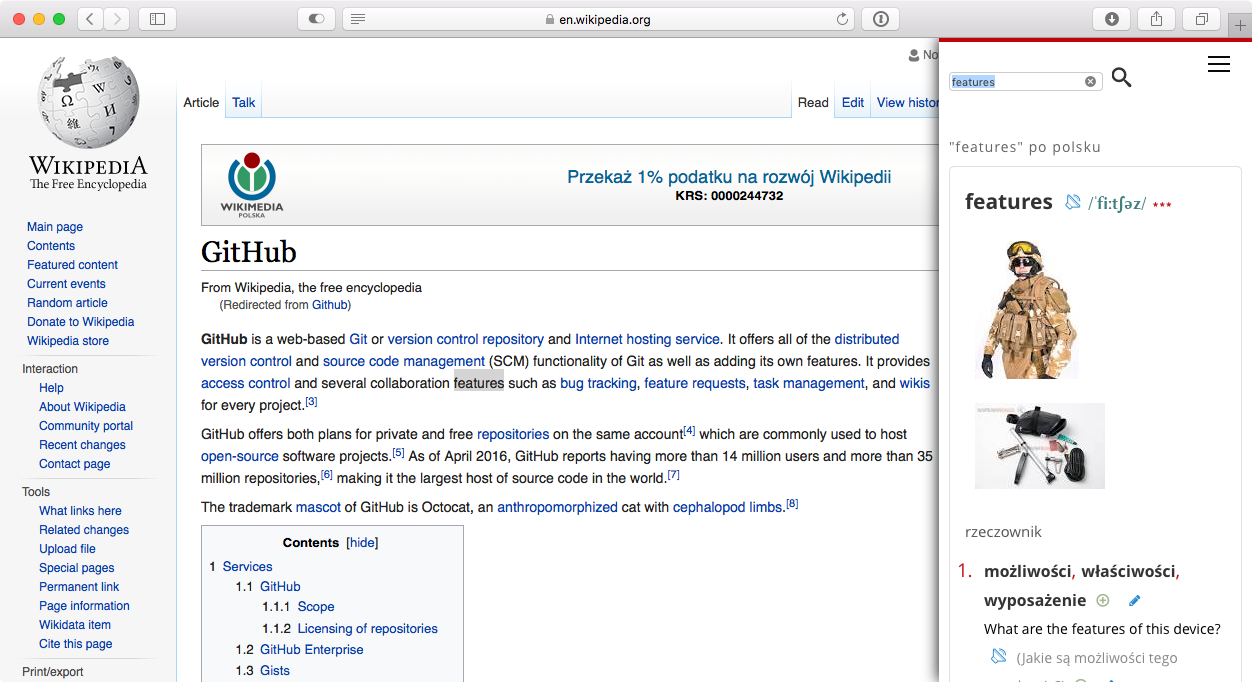 en.wikipedia.org
WIKIPEDIA
The Free Encyclopedia
Main page
Contents
Featured content
Current events
Random article
Donate to Wikipedia
Wikipedia store
Interaction
Help
About Wikipedia
Community portal
Recent changes
Contact page
Tools
What links here
Related changes
Upload file
Special pages
Permanent link
Page information
Wikidata item
Cite this page
Print/export
No
Article Talk
Read Edit View histor
WIKIMEDIA
POLSKA
Przekaż 1% podatku na rozwój Wikipedii
KRS: 0000244732
GitHub
From Wikipedia, the free encyclopedia
(Redirected from Github)
GitHub is a web-based Git or version control repository and Internet hosting service. It offers all of the distributed
version control and source code management (SCM) functionality of Git as well as adding its own features. It provides
access control and several collaboration features such as bug tracking, feature requests, task management, and wikis
for every project.[3]
GitHub offers both plans for private and free repositories on the same account[4] which are commonly used to host
open-source software projects.[5] As of April 2016, GitHub reports having more than 14 million users and more than 35
million repositories,[6] making it the largest host of source code in the world.[7]
The trademark mascot of GitHub is Octocat, an anthropomorphized cat with cephalopod limbs.[8]
Contents [hide]
1 Services
1.1 GitHub
1.1.1 Scope
1.1.2 Licensing of repositories
1.2 GitHub Enterprise
1.3 Gists
features
"features" po polsku
features /ˈfiːtʃəz/ ***
rzeczownik
1. możliwości, właściwości,
wyposażenie
What are the features of this device?
(Jakie są możliwości tego